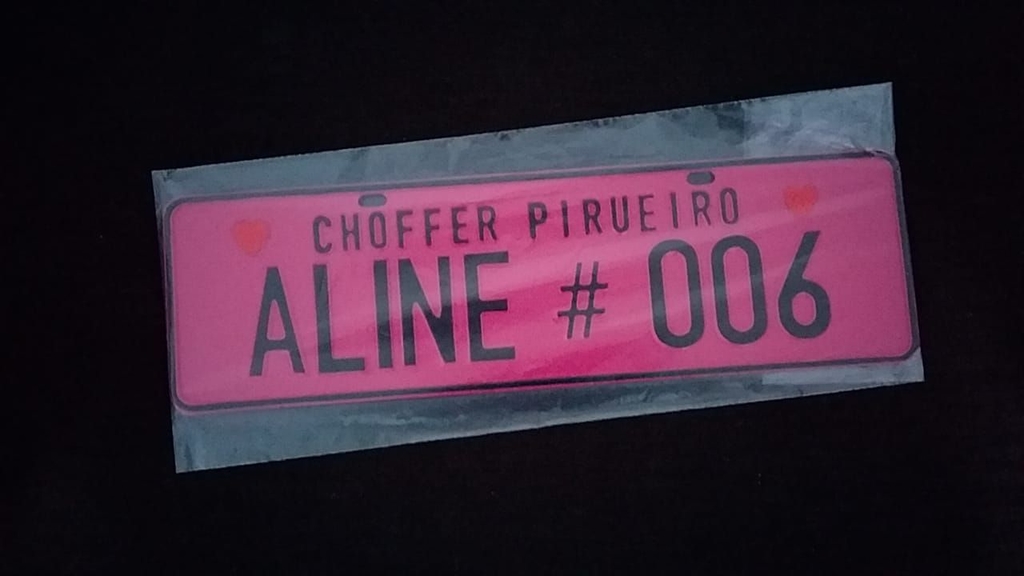 CHOFFER PIRUEIRO
ALINE # 006